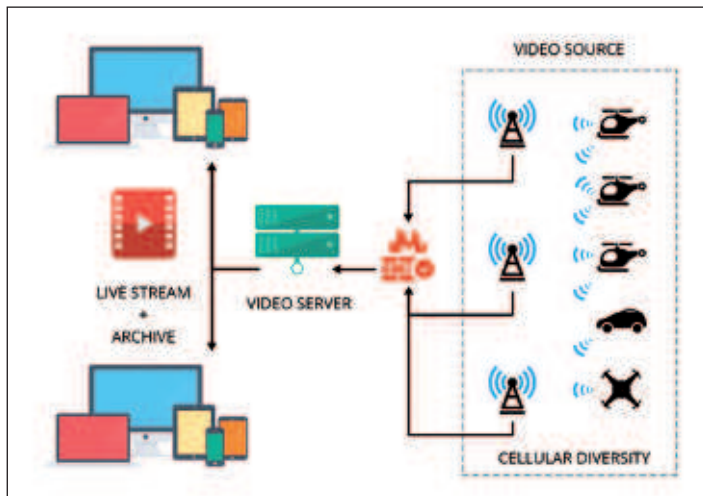 VIDEO SOURCE
LIVE STREAM
+
ARCHIVE
VIDEO SERVER
CELLULAR DIVERSITY